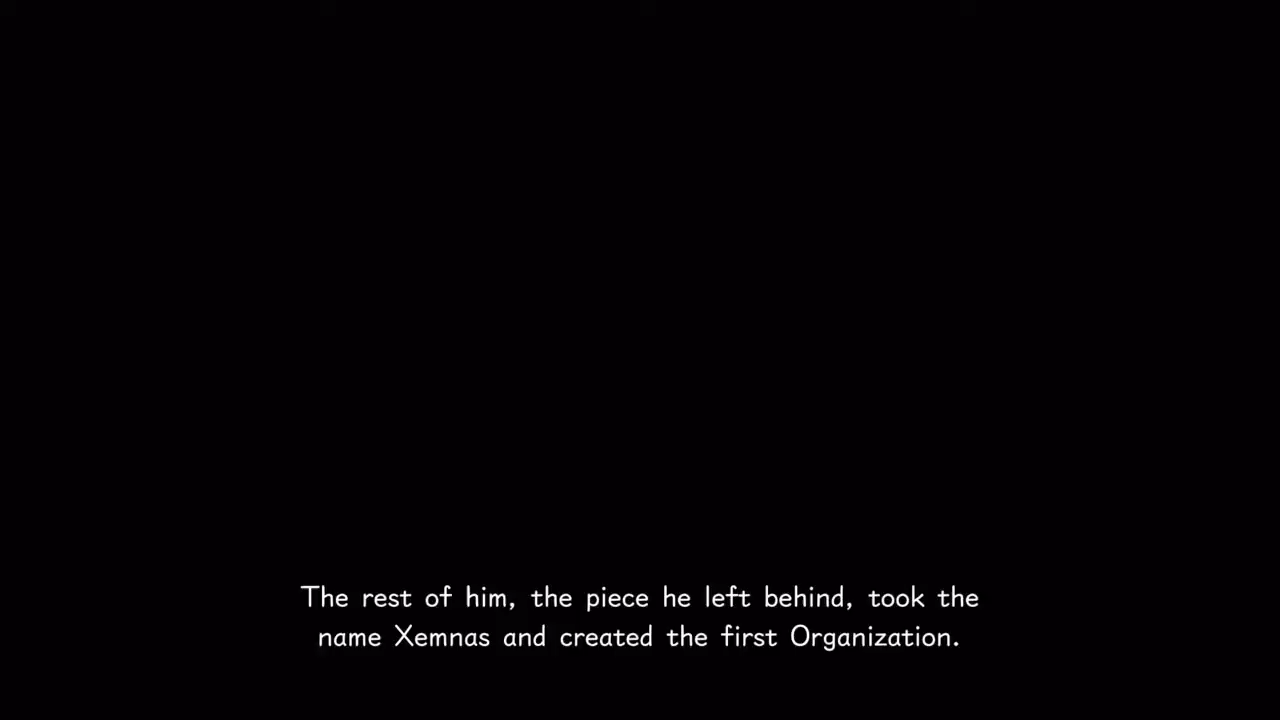 The rest of him, the piece he left behind, took the
name Xemnas and created the first Organization.